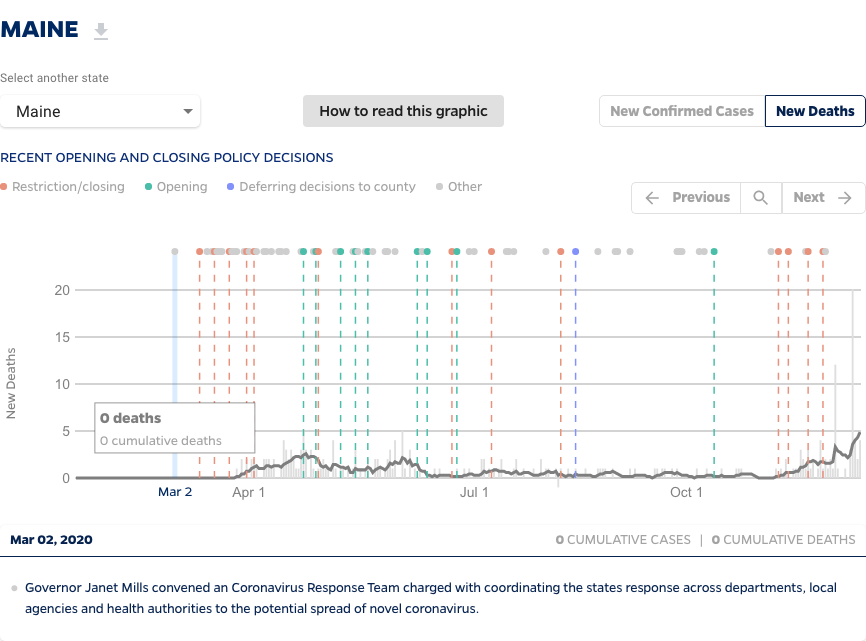 MAINE
Select another state
Maine
How to read this graphic
New Confirmed Cases
New Deaths
RECENT OPENING AND CLOSING POLICY DECISIONS
Restriction/closing
Opening
Deferring decisions to county
Other
Previous
Next
New Deaths
20
15
10
5
0
0 deaths
0 cumulative deaths
Mar 2
Apr 1
Jul 1
Oct 1
Mar 02, 2020
0 CUMULATIVE CASES | 0 CUMULATIVE DEATHS
Governor Janet Mills convened an Coronavirus Response Team charged with coordinating the states response across departments, local
agencies and health authorities to the potential spread of novel coronavirus.